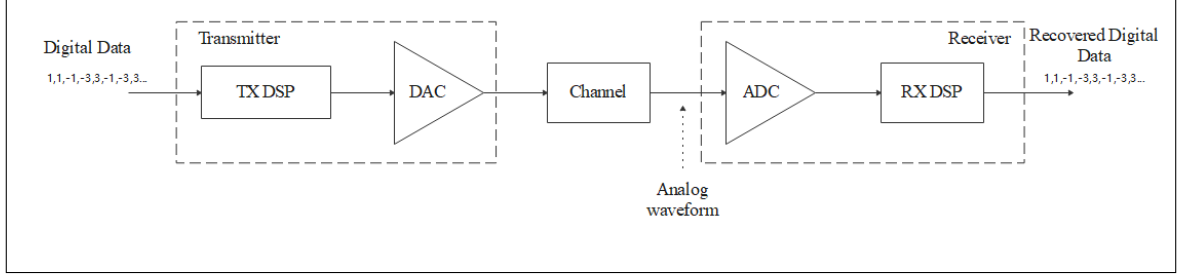 Digital Data
1,1,-1,-3,3,-1,-3,3...
Transmitter
TX DSP
DAC
Channel
Analog
waveform
Receiver
ADC
RX DSP
Recovered Digital
Data
1,1,-1,-3,3,-1,-3,3...